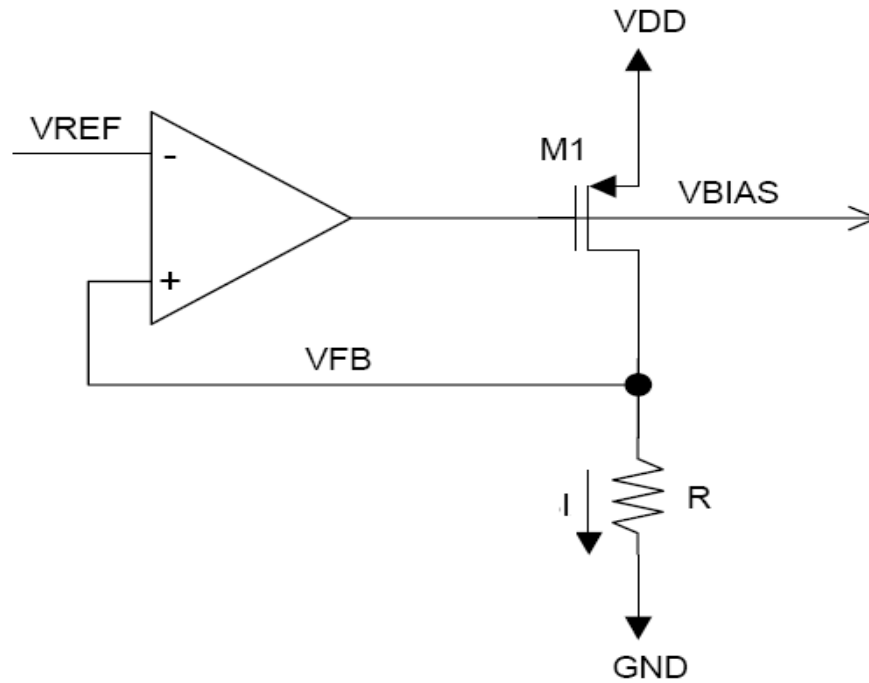 VDD
VREF
M1
-
VBIAS
+
VFB
I
R
GND